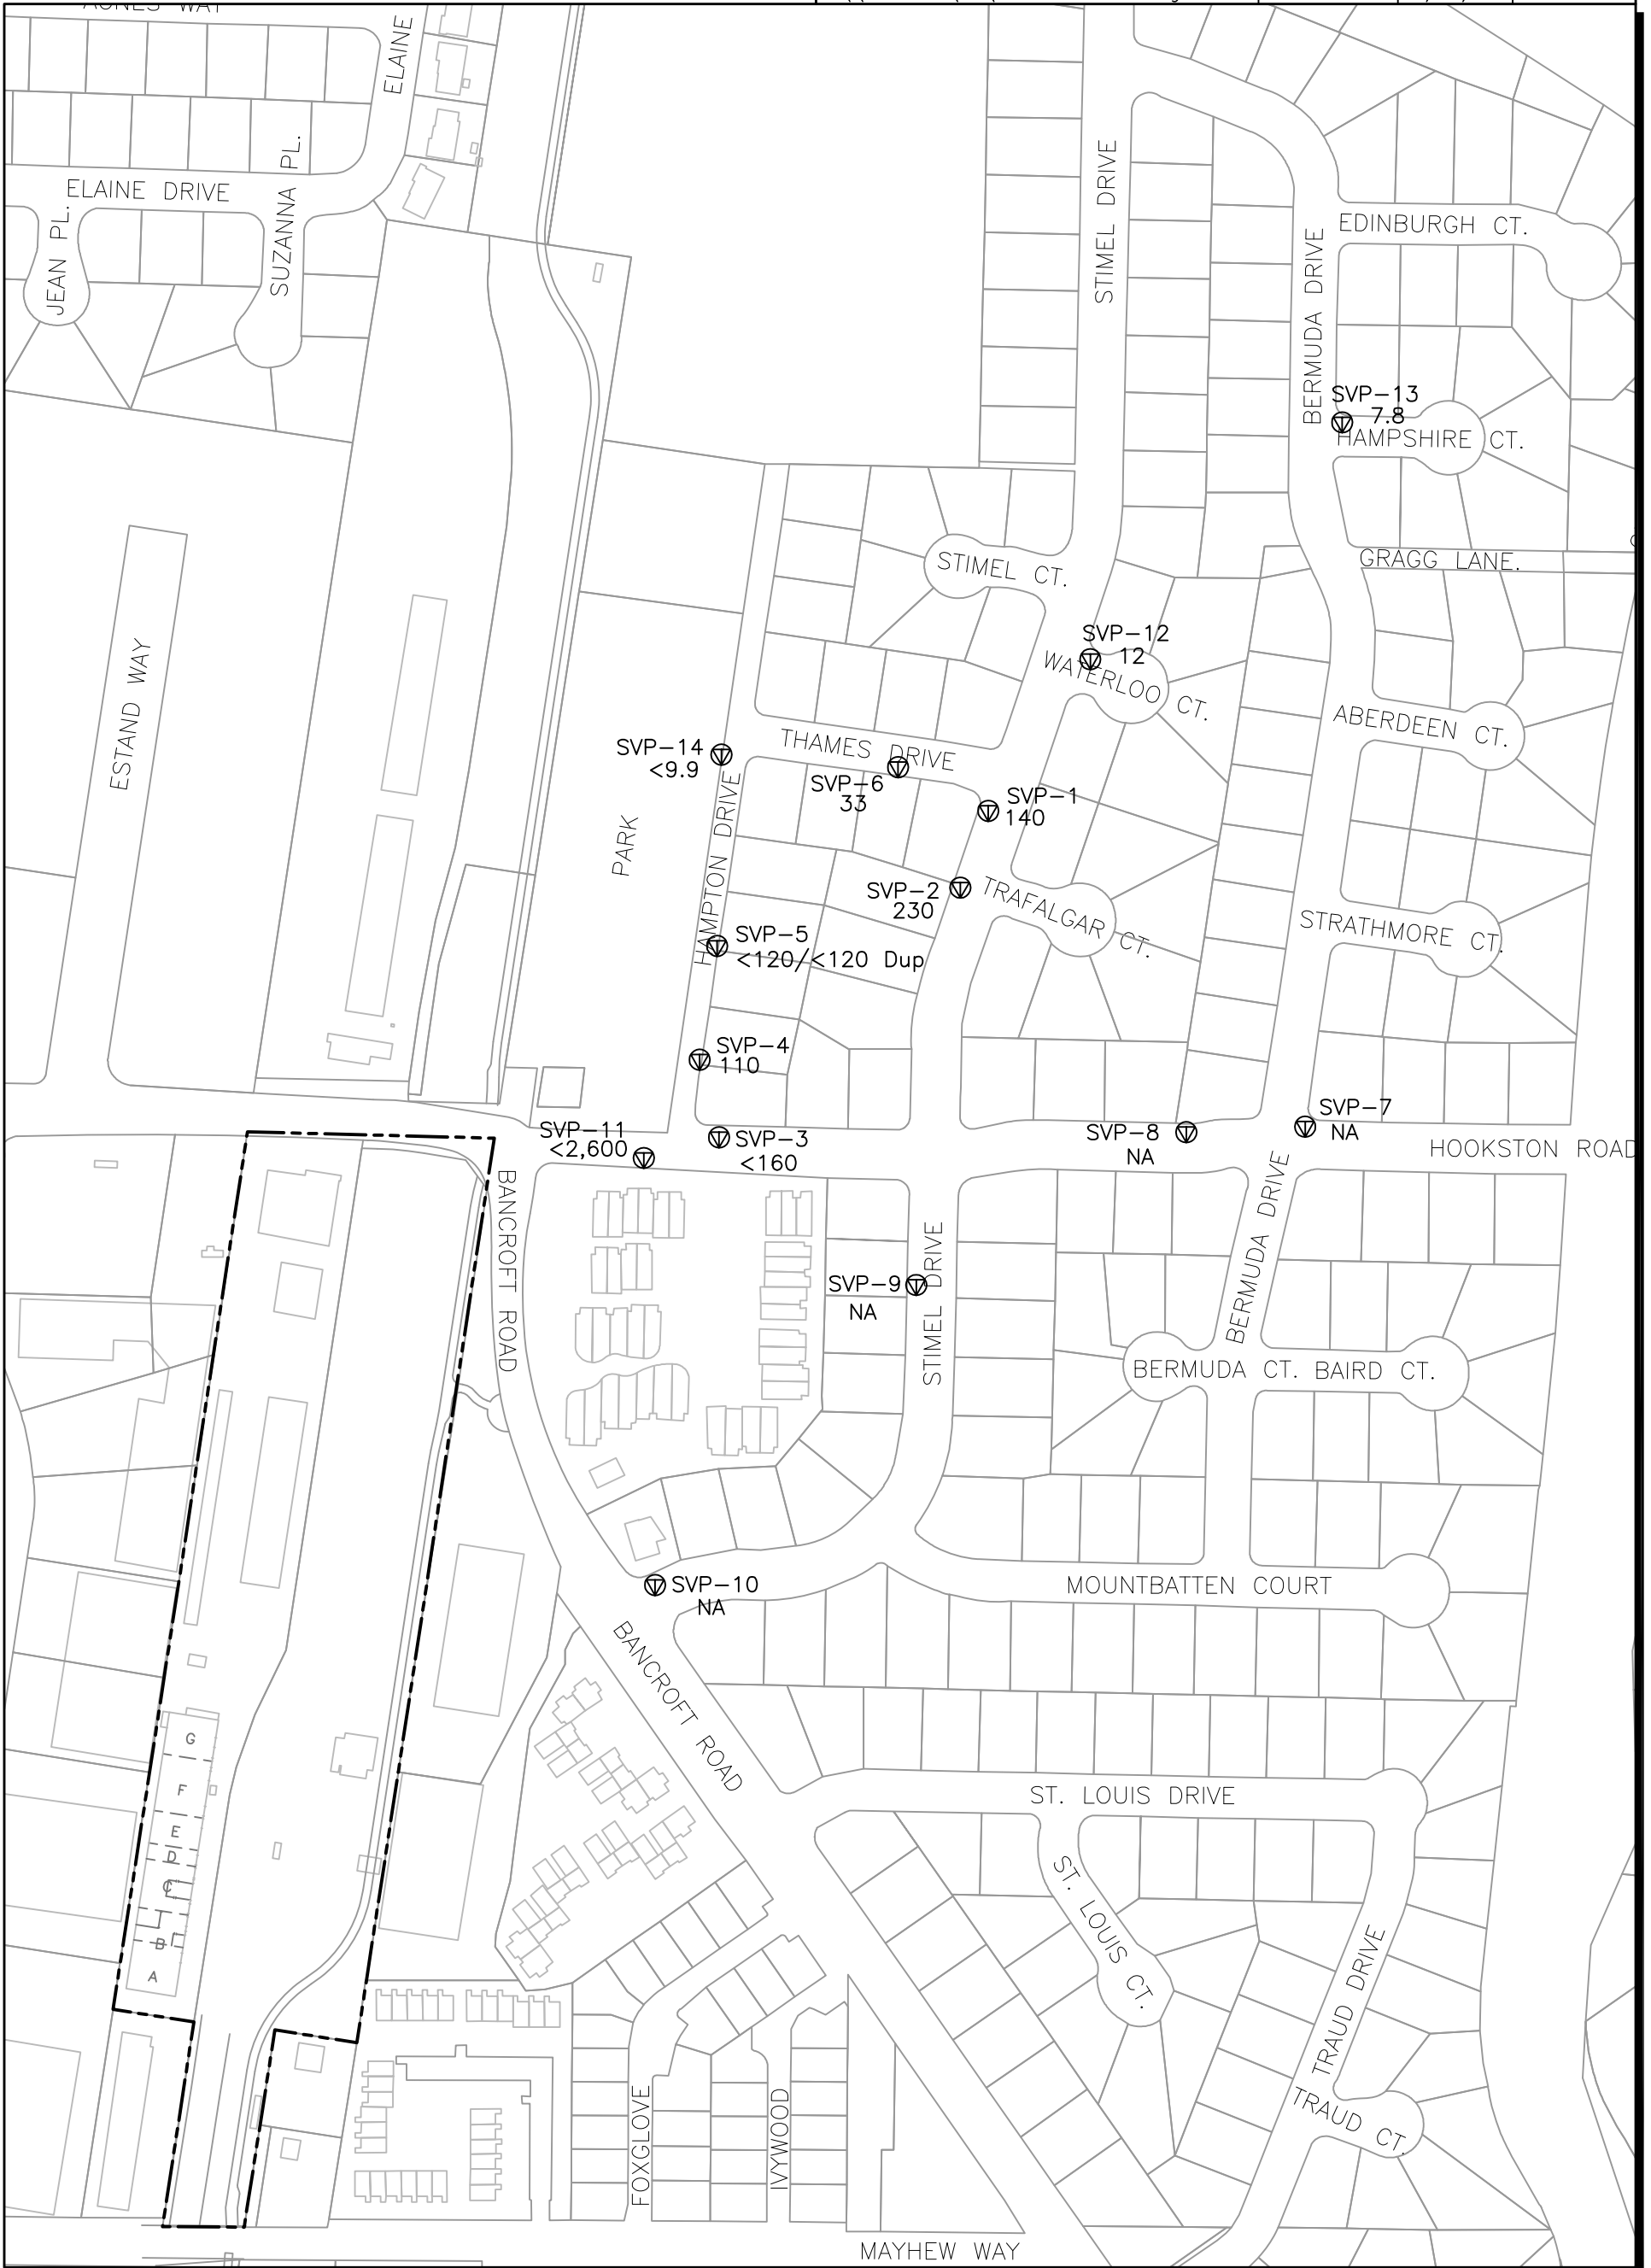 AGNES WAY
ELAINE
ELAINE DRIVE
SUZANNA PL.
JEAN PL.
STIMEL DRIVE
EDINBURGH CT.
BERMUDA DRIVE
SVP-13
7.8
HAMPSHIRE CT.
GRAGG LANE.
STIMEL CT.
SVP-12
12
WATERLOO CT.
ESTAND WAY
ABERDEEN CT.
THAMES DRIVE
SVP-14
<9.9
SVP-6
33
SVP-1
140
PARK
HAMPTON DRIVE
SVP-2
230
TRAFALGAR CT.
STRATHMORE CT.
SVP-5
<120/<120 Dup
SVP-4
110
SVP-7
NA
SVP-11
<2,600
SVP-3
<160
SVP-8
NA
HOOKSTON ROAD
BANCROFT ROAD
BERMUDA DRIVE
SVP-9
NA
STIMEL DRIVE
BERMUDA CT.
BAIRD CT.
SVP-10
NA
MOUNTBATTEN COURT
BANCROFT ROAD
G
F
E
D
C
B
A
ST. LOUIS DRIVE
ST. LOUIS CT.
TRAUD DRIVE
TRAUD CT.
FOXGLOVE
IVYWOOD
MAYHEW WAY